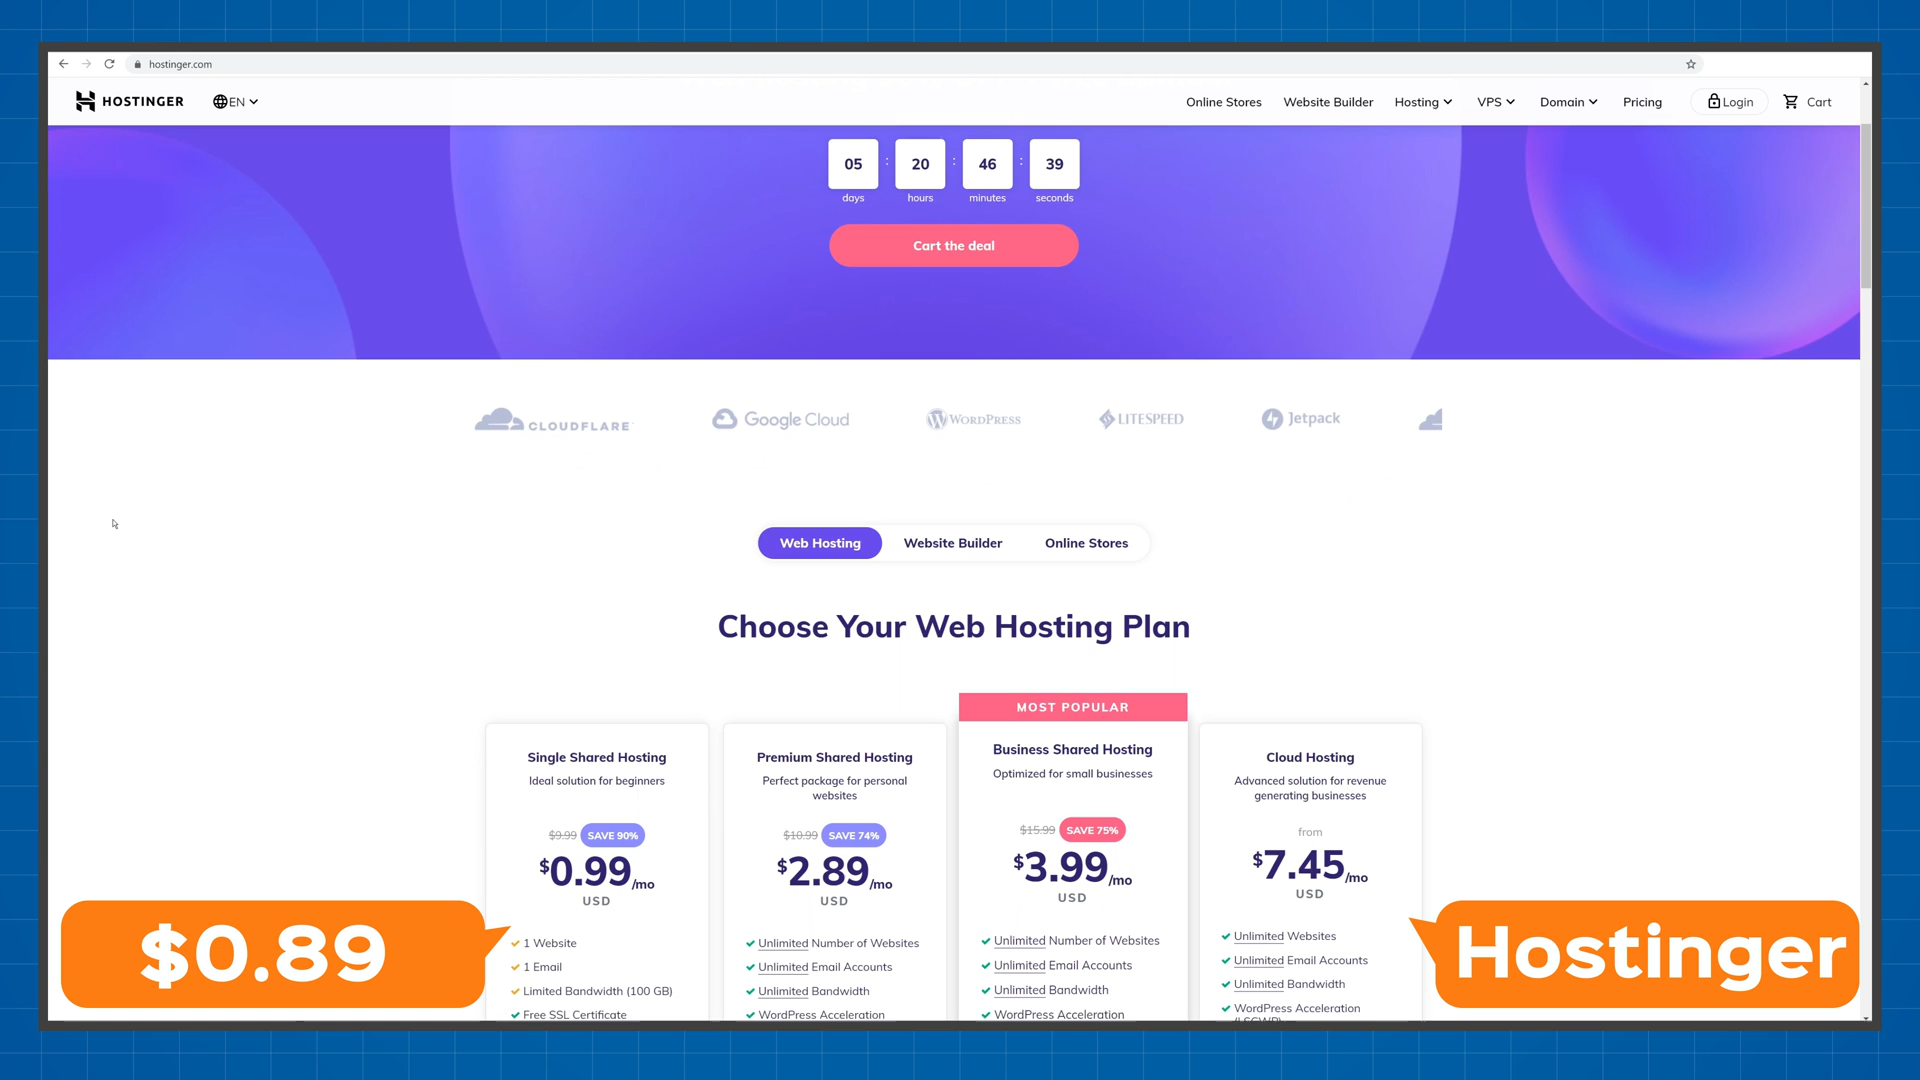 hostinger.com
HOSTINGER
EN
Online Stores
Website Builder
Hosting
VPS
Domain
Pricing
Login
Cart
05 : 20 : 46 : 39
days hours minutes seconds
Cart the deal
CLOUDFLARE
Google Cloud
WORDPRESS
LITESPEED
Jetpack
Web Hosting
Website Builder
Online Stores
Choose Your Web Hosting Plan
Single Shared Hosting
Ideal solution for beginners
$9.99 SAVE 90%
$0.99/mo
USD
1 Website
1 Email
Limited Bandwidth (100 GB)
Free SSL Certificate
Premium Shared Hosting
Perfect package for personal
websites
$10.99 SAVE 74%
$2.89/mo
USD
Unlimited Number of Websites
Unlimited Email Accounts
Unlimited Bandwidth
WordPress Acceleration
MOST POPULAR
Business Shared Hosting
Optimized for small businesses
$15.99 SAVE 75%
$3.99/mo
USD
Unlimited Number of Websites
Unlimited Email Accounts
Unlimited Bandwidth
WordPress Acceleration
Cloud Hosting
Advanced solution for revenue
generating businesses
from
$7.45/mo
USD
Unlimited Websites
Unlimited Email Accounts
Unlimited Bandwidth
WordPress Acceleration
$0.89
Hostinger